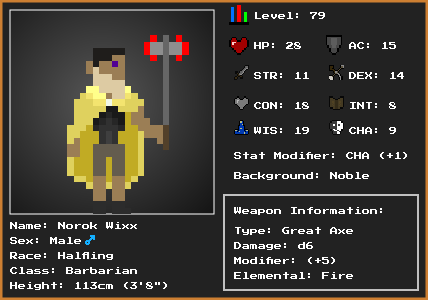 Level: 79
HP: 28 AC: 15
STR: 11 DEX: 14
CON: 18 INT: 8
WIS: 19 CHA: 9
Stat Modifier: CHA (+1)
Background: Noble
Name: Norok Wixx
Sex: Male♂
Race: Halfling
Class: Barbarian
Height: 113cm (3'8")
Weapon Information:
Type: Great Axe
Damage: d6
Modifier: (+5)
Elemental: Fire